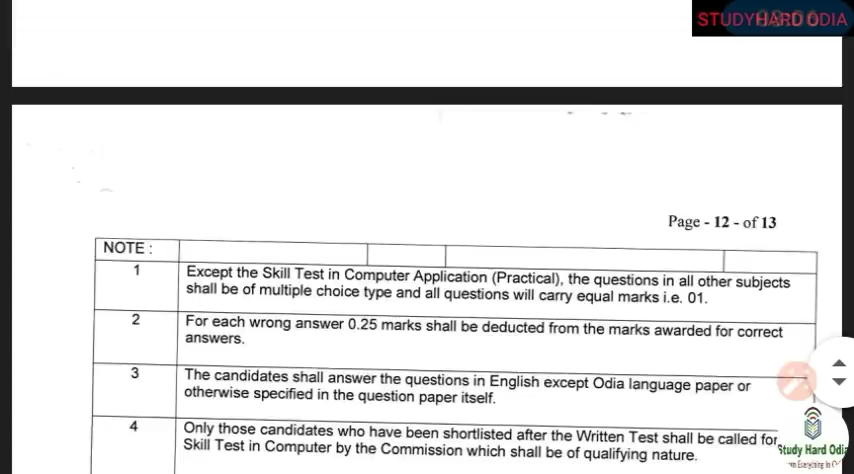 STUDYHARD ODIA
Page - 12 - of 13
NOTE :
1
Except the Skill Test in Computer Application (Practical), the questions in all other subjects
shall be of multiple choice type and all questions will carry equal marks i.e. 01.
2
For each wrong answer 0.25 marks shall be deducted from the marks awarded for correct
answers.
3
The candidates shall answer the questions in English except Odia language paper or
otherwise specified in the question paper itself.
4
Only those candidates who have been shortlisted after the Written Test shall be called for
Skill Test in Computer by the Commission which shall be of qualifying nature.
Study Hard Odia